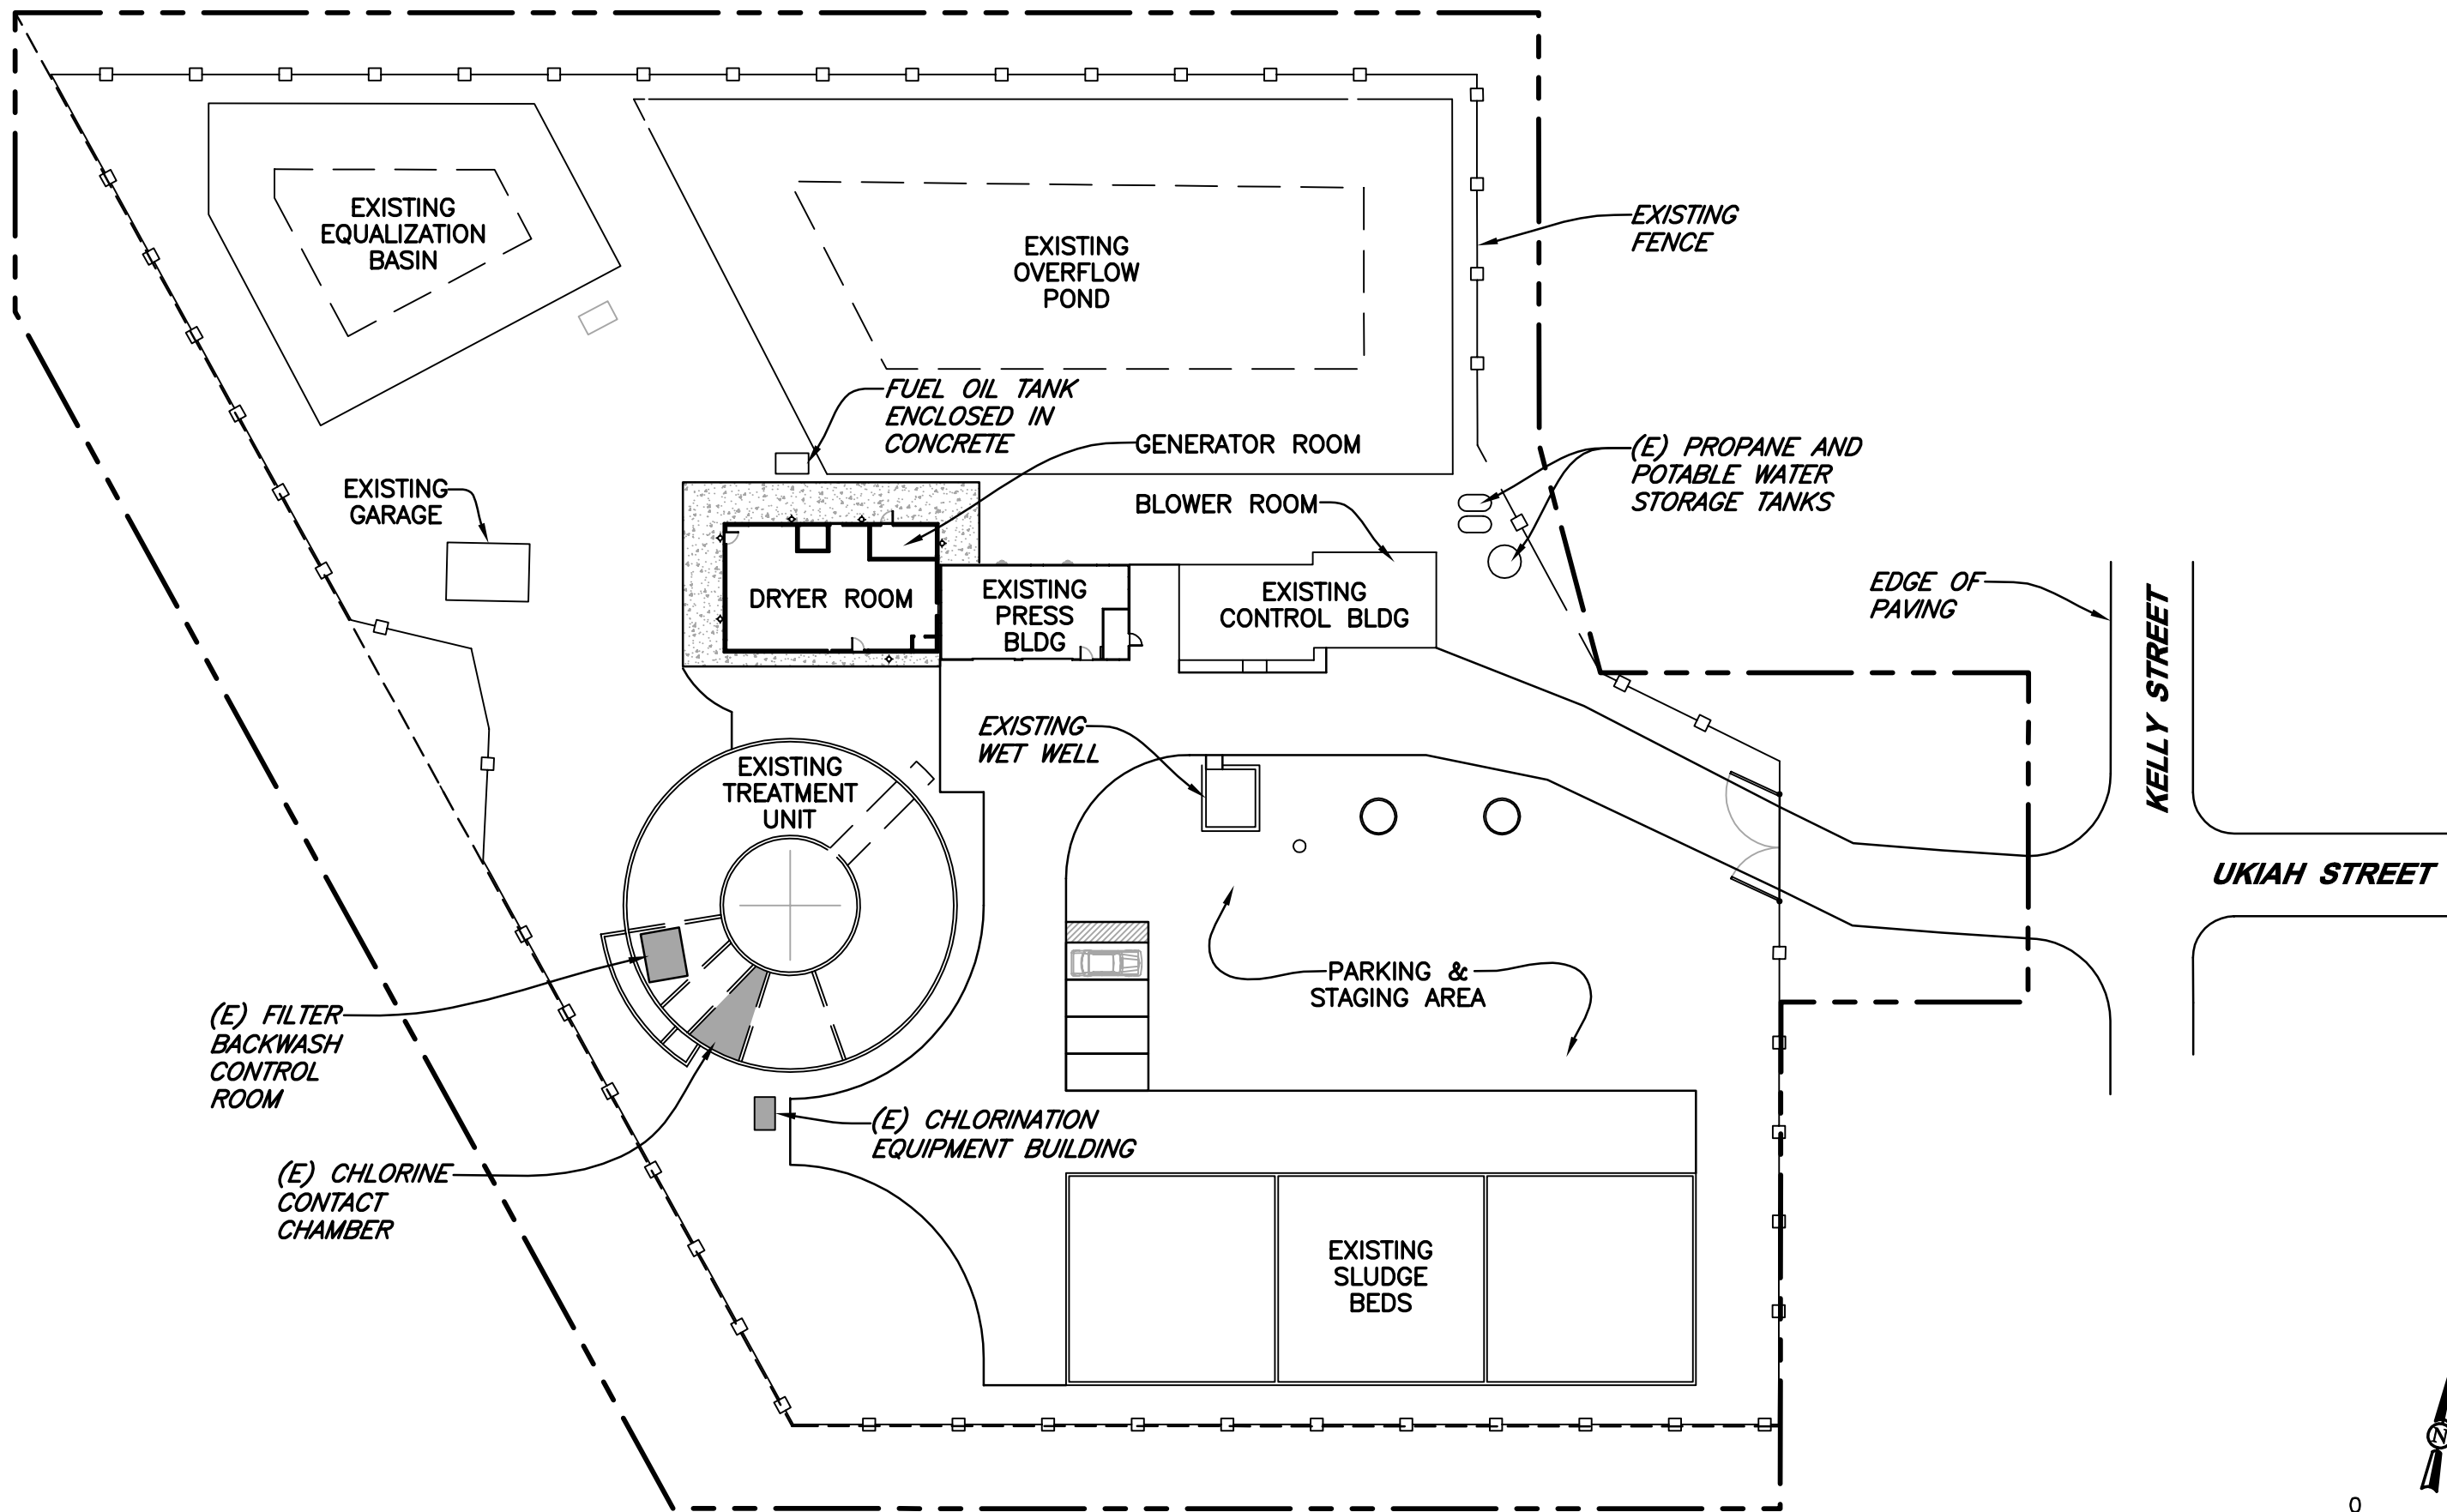 EXISTING
EQUALIZATION
BASIN
EXISTING
OVERFLOW
POND
EXISTING
FENCE
FUEL OIL TANK
ENCLOSED IN
CONCRETE
GENERATOR ROOM
(E) PROPANE AND
POTABLE WATER
STORAGE TANKS
EXISTING
GARAGE
BLOWER ROOM
DRYER ROOM
EXISTING
PRESS
BLDG
EXISTING
CONTROL BLDG
EDGE OF
PAVING
KELLY STREET
EXISTING
WET WELL
EXISTING
TREATMENT
UNIT
UKIAH STREET
PARKING &
STAGING AREA
(E) FILTER
BACKWASH
CONTROL
ROOM
(E) CHLORINATION
EQUIPMENT BUILDING
(E) CHLORINE
CONTACT
CHAMBER
EXISTING
SLUDGE
BEDS
N
0